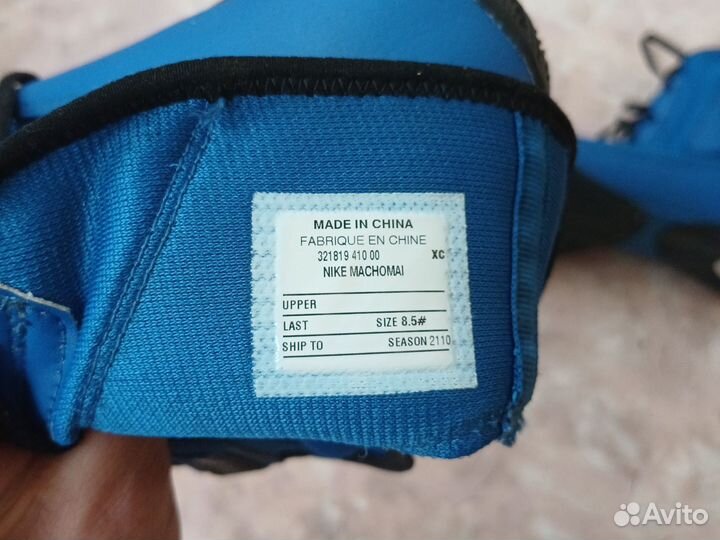 MADE IN CHINA
FABRIQUE EN CHINE
321819 410 00 XC
NIKE MACHOMAI
UPPER
LAST SIZE 8.5#
SHIP TO SEASON 2110
Avito